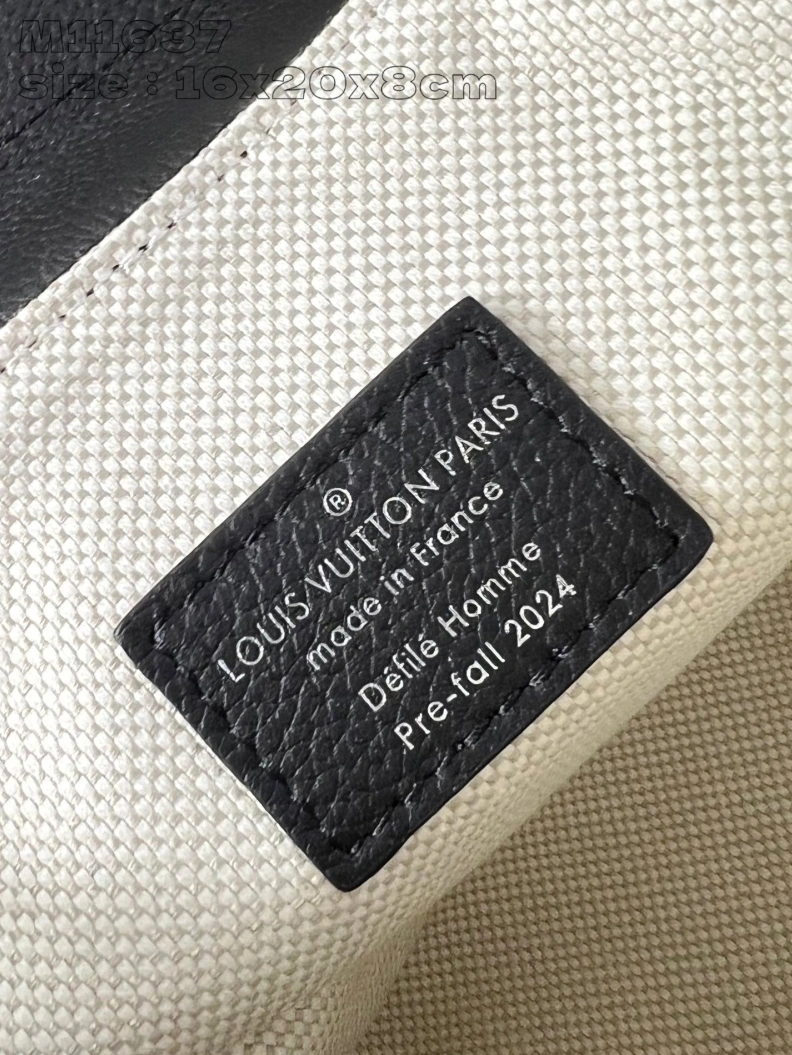 M11637
size : 16x20x8cm
®
LOUIS VUITTON PARIS
made in France
Défilé Homme
Pre-fall 2024